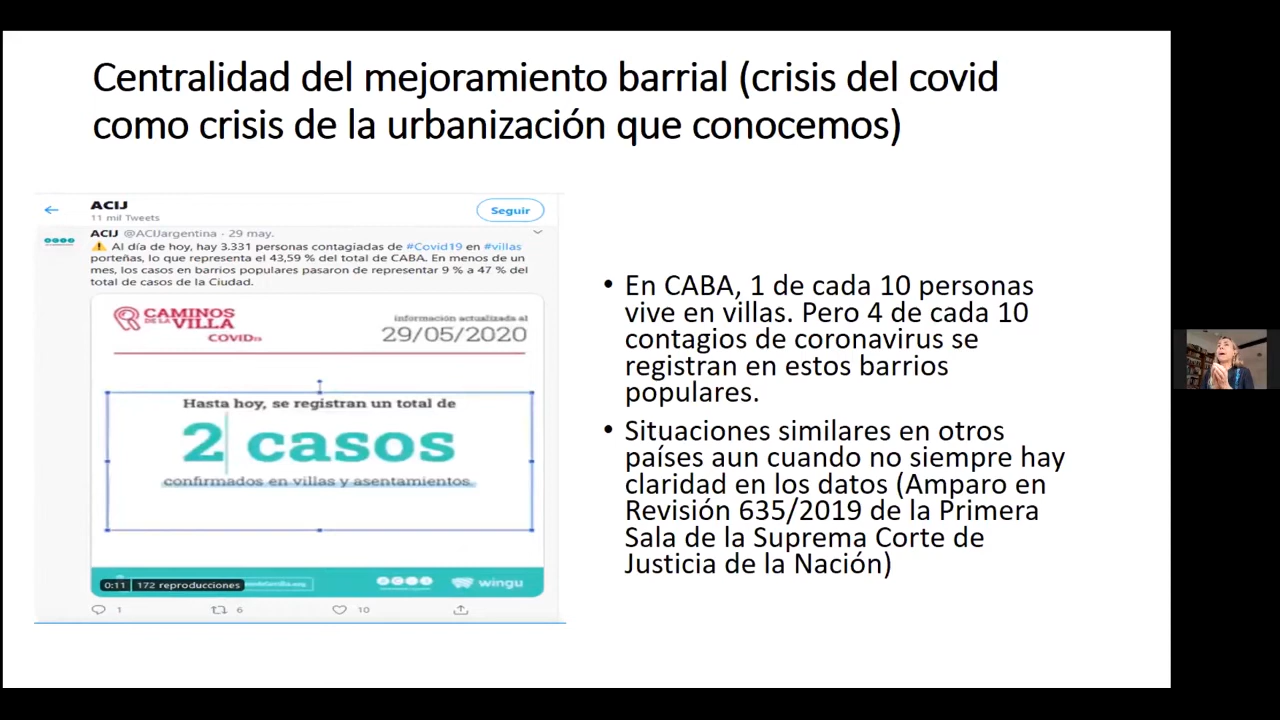 Centralidad del mejoramiento barrial (crisis del covid
como crisis de la urbanización que conocemos)
ACIJ
11 mil Tweets
Seguir
ACIJ @ACIJargentina · 29 may.
⚠ Al día de hoy, hay 3.331 personas contagiadas de #Covid19 en #villas
porteñas, lo que representa el 43,59 % del total de CABA. En menos de un
mes, los casos en barrios populares pasaron de representar 9 % a 47 % del
total de casos de la Ciudad.
CAMINOS
DE LA VILLA
COVID19
información actualizada al
29/05/2020
Hasta hoy, se registran un total de
2 casos
confirmados en villas y asentamientos.
0:11 172 reproducciones
wingu
1 6 10
• En CABA, 1 de cada 10 personas
vive en villas. Pero 4 de cada 10
contagios de coronavirus se
registran en estos barrios
populares.
• Situaciones similares en otros
países aun cuando no siempre hay
claridad en los datos (Amparo en
Revisión 635/2019 de la Primera
Sala de la Suprema Corte de
Justicia de la Nación)